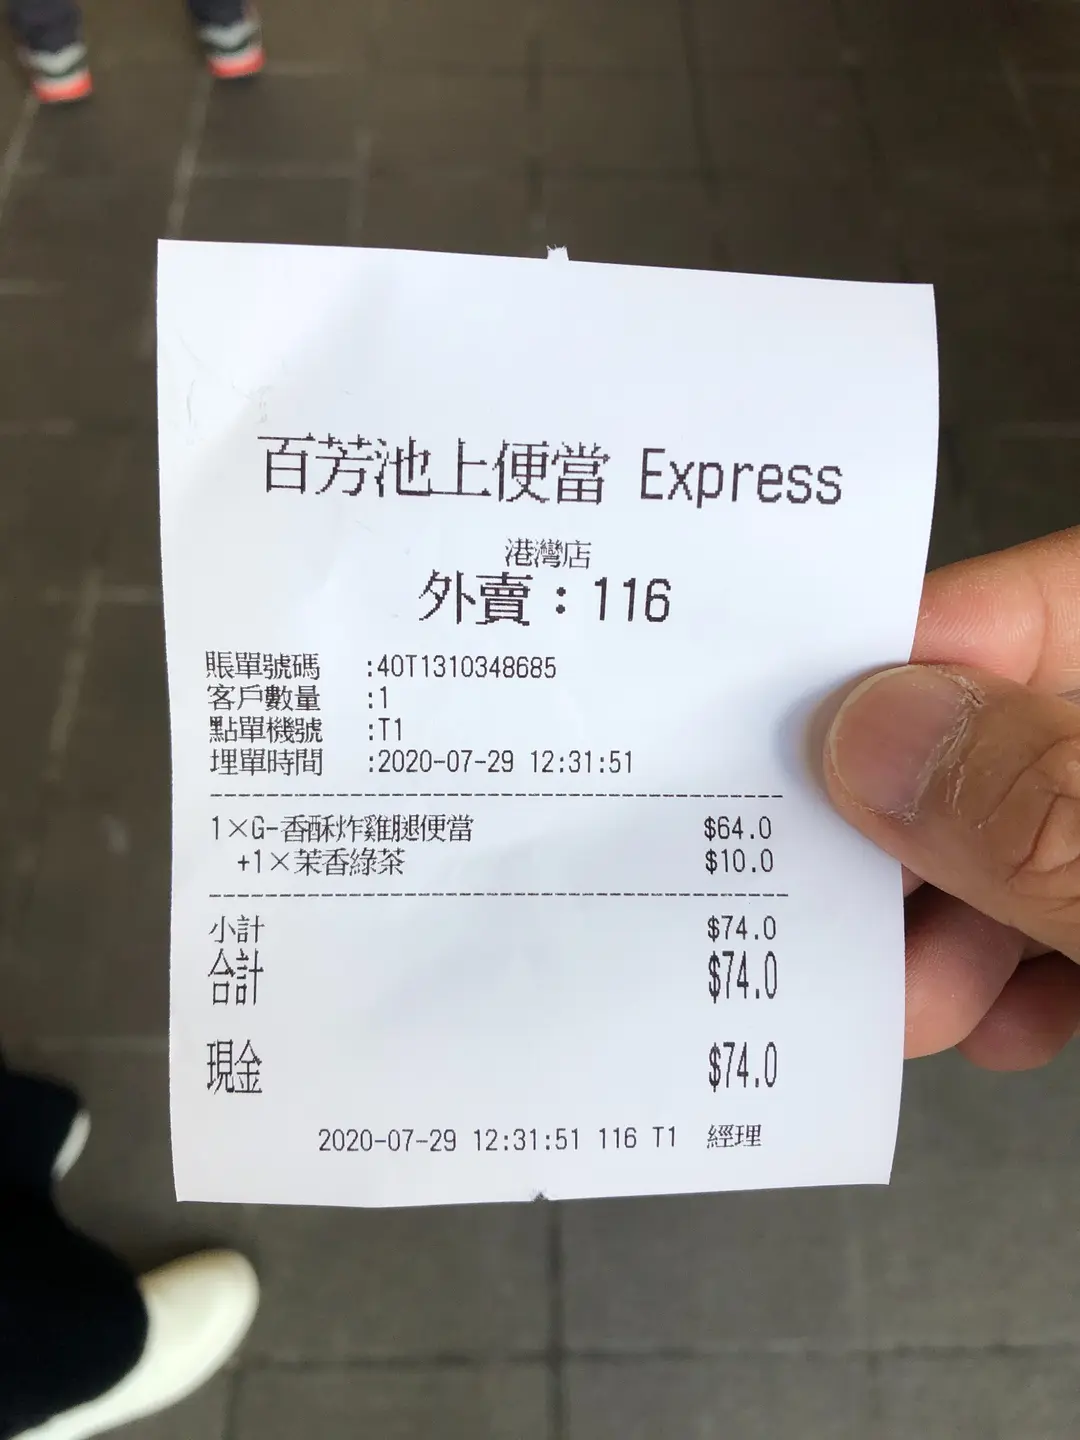 百芳池上便當 Express
港灣店
外賣：116
賬單號碼 :40T1310348685
客戶數量 :1
點單機號 :T1
埋單時間 :2020-07-29 12:31:51
1×G-香酥炸雞腿便當 $64.0
+1×茉香綠茶 $10.0
小計 $74.0
合計 $74.0
現金 $74.0
2020-07-29 12:31:51 116 T1 經理